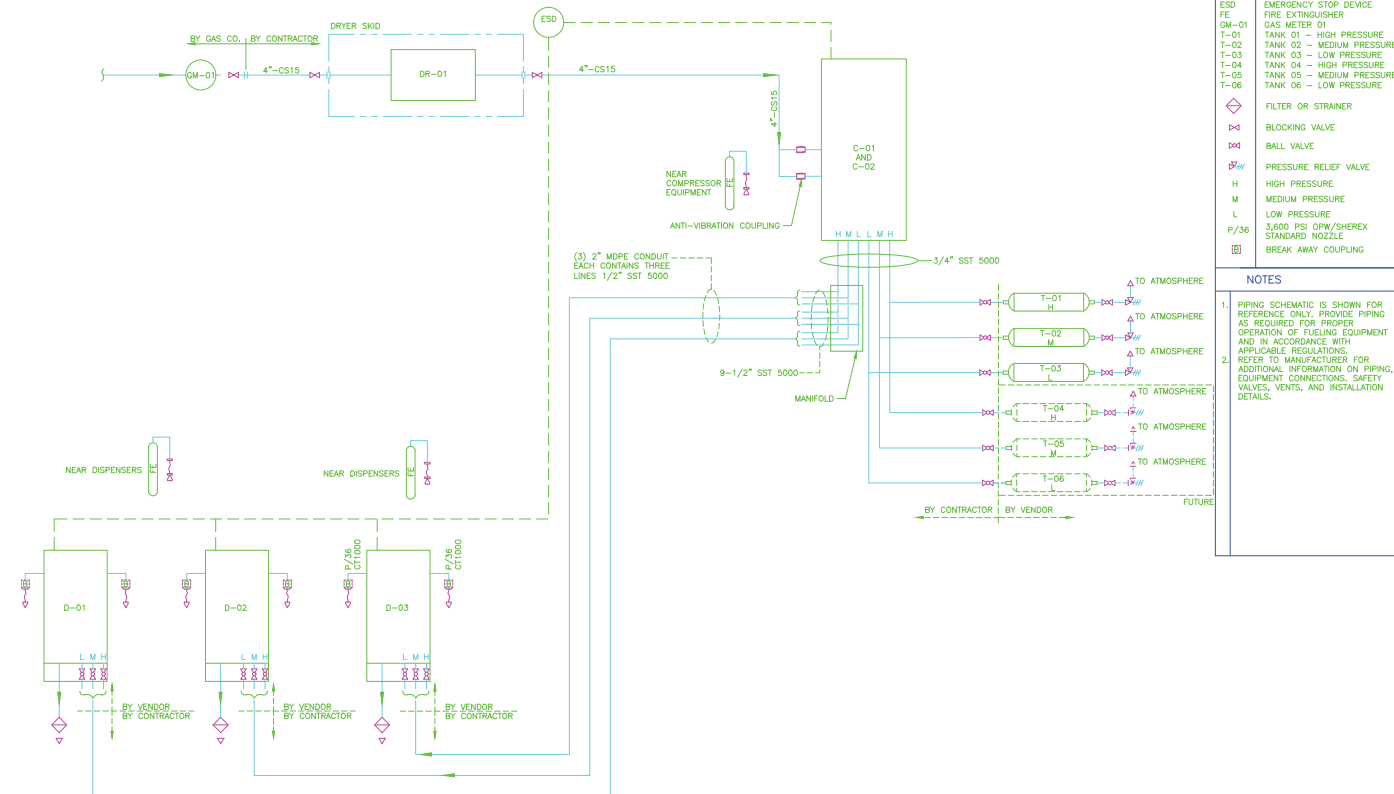 ESD
DRYER SKID
BY GAS CO. BY CONTRACTOR
GM-01
4"-CS15
DR-01
4"-CS15
4"-CS15
C-01
AND
C-02
NEAR
COMPRESSOR
EQUIPMENT
FE
ANTI-VIBRATION COUPLING
H M L L M H
(3) 2" MDPE CONDUIT
EACH CONTAINS THREE
LINES 1/2" SST 5000
3/4" SST 5000
9-1/2" SST 5000
MANIFOLD
TO ATMOSPHERE
T-01
H
TO ATMOSPHERE
T-02
M
TO ATMOSPHERE
T-03
L
TO ATMOSPHERE
T-04
H
TO ATMOSPHERE
T-05
M
TO ATMOSPHERE
T-06
L
FUTURE
BY CONTRACTOR BY VENDOR
NEAR DISPENSERS
FE
NEAR DISPENSERS
FE
P/36
CT1000
P/36
CT1000
D-01
D-02
D-03
L M H
L M H
L M H
BY VENDOR
BY CONTRACTOR
BY VENDOR
BY CONTRACTOR
BY VENDOR
BY CONTRACTOR
ESD EMERGENCY STOP DEVICE
FE FIRE EXTINGUISHER
GM-01 GAS METER 01
T-01 TANK 01 - HIGH PRESSURE
T-02 TANK 02 - MEDIUM PRESSURE
T-03 TANK 03 - LOW PRESSURE
T-04 TANK 04 - HIGH PRESSURE
T-05 TANK 05 - MEDIUM PRESSURE
T-06 TANK 06 - LOW PRESSURE
FILTER OR STRAINER
BLOCKING VALVE
BALL VALVE
PRESSURE RELIEF VALVE
H HIGH PRESSURE
M MEDIUM PRESSURE
L LOW PRESSURE
P/36 3,600 PSI OPW/SHEREX
STANDARD NOZZLE
BREAK AWAY COUPLING
NOTES
1. PIPING SCHEMATIC IS SHOWN FOR
REFERENCE ONLY. PROVIDE PIPING
AS REQUIRED FOR PROPER
OPERATION OF FUELING EQUIPMENT
AND IN ACCORDANCE WITH
APPLICABLE REGULATIONS.
2. REFER TO MANUFACTURER FOR
ADDITIONAL INFORMATION ON PIPING,
EQUIPMENT CONNECTIONS. SAFETY
VALVES, VENTS, AND INSTALLATION
DETAILS.